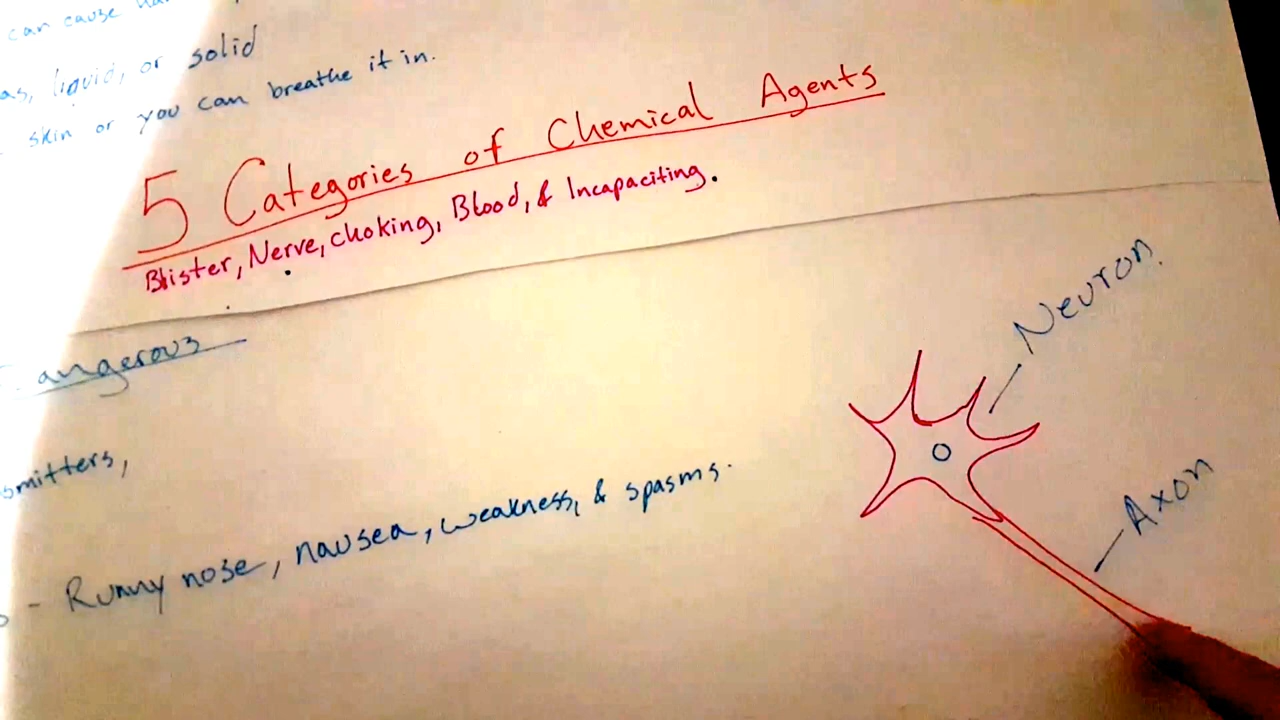 can cause
as, liquid, or solid
skin or you can breathe it in.
5 Categories of Chemical Agents
Blister, Nerve, choking, Blood, & Incapaciting.
Neuron.
angerous
smitters,
Axon
- Runny nose, nausea, weakness, & spasms.